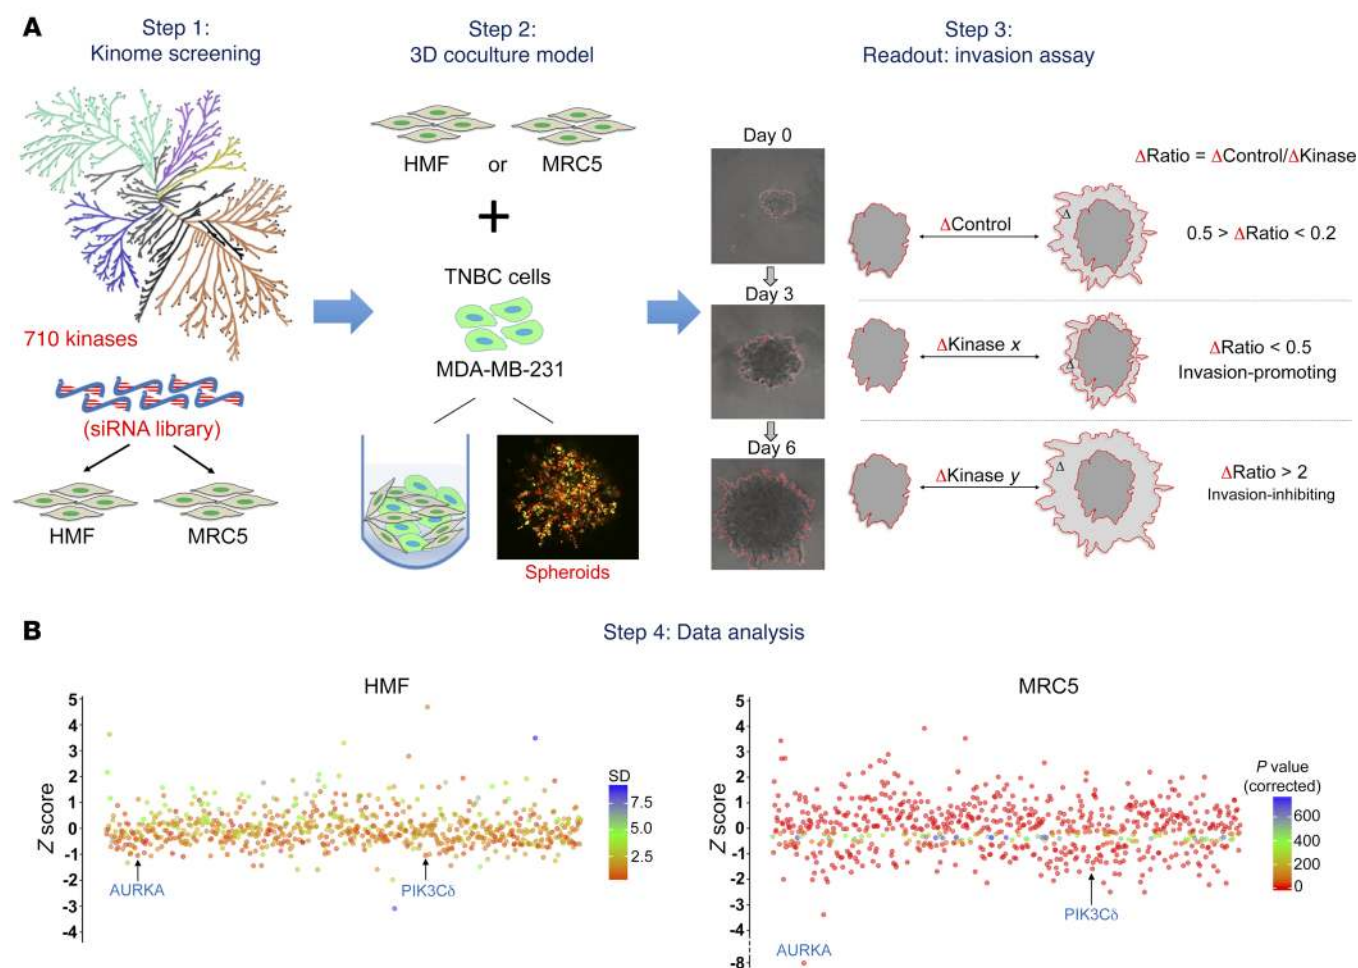 A
Step 1:
Kinome screening
710 kinases
(siRNA library)
HMF
MRC5
Step 2:
3D coculture model
HMF or MRC5
+
TNBC cells
MDA-MB-231
Spheroids
Step 3:
Readout: invasion assay
Day 0
Day 3
Day 6
ΔRatio = ΔControl/ΔKinase
ΔControl
Δ
0.5 > ΔRatio < 0.2
ΔKinase x
Δ
ΔRatio < 0.5
Invasion-promoting
ΔKinase y
Δ
ΔRatio > 2
Invasion-inhibiting
B
Step 4: Data analysis
HMF
Z score
5
4
3
2
1
0
-1
-2
-3
-4
AURKA
PIK3Cδ
SD
7.5
5.0
2.5
MRC5
Z score
5
4
3
2
1
0
-1
-2
-3
-4
-8
AURKA
PIK3Cδ
P value
(corrected)
600
400
200
0